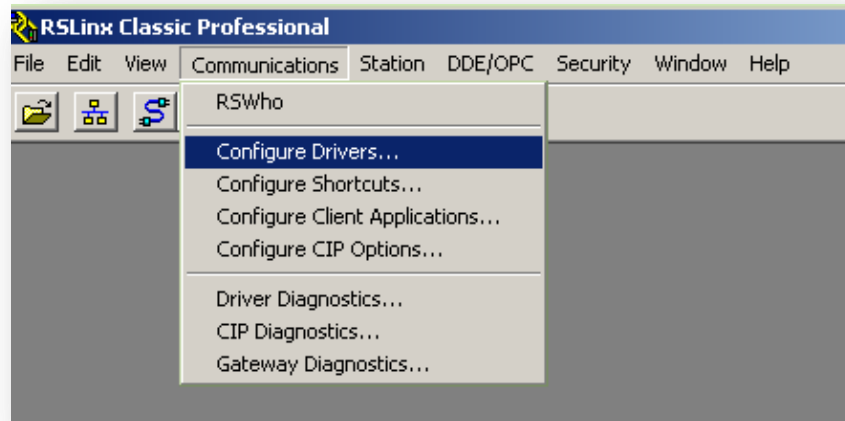 RSLinx Classic Professional
File Edit View Communications Station DDE/OPC Security Window Help
RSWho
Configure Drivers...
Configure Shortcuts...
Configure Client Applications...
Configure CIP Options...
Driver Diagnostics...
CIP Diagnostics...
Gateway Diagnostics...